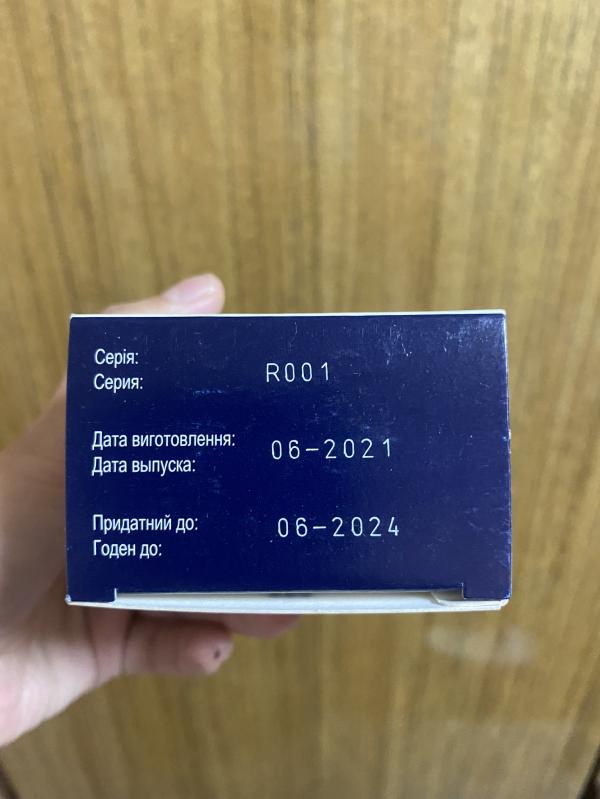 Серія:
Серия:
R001
Дата виготовлення:
Дата выпуска:
06-2021
Придатний до:
Годен до:
06-2024